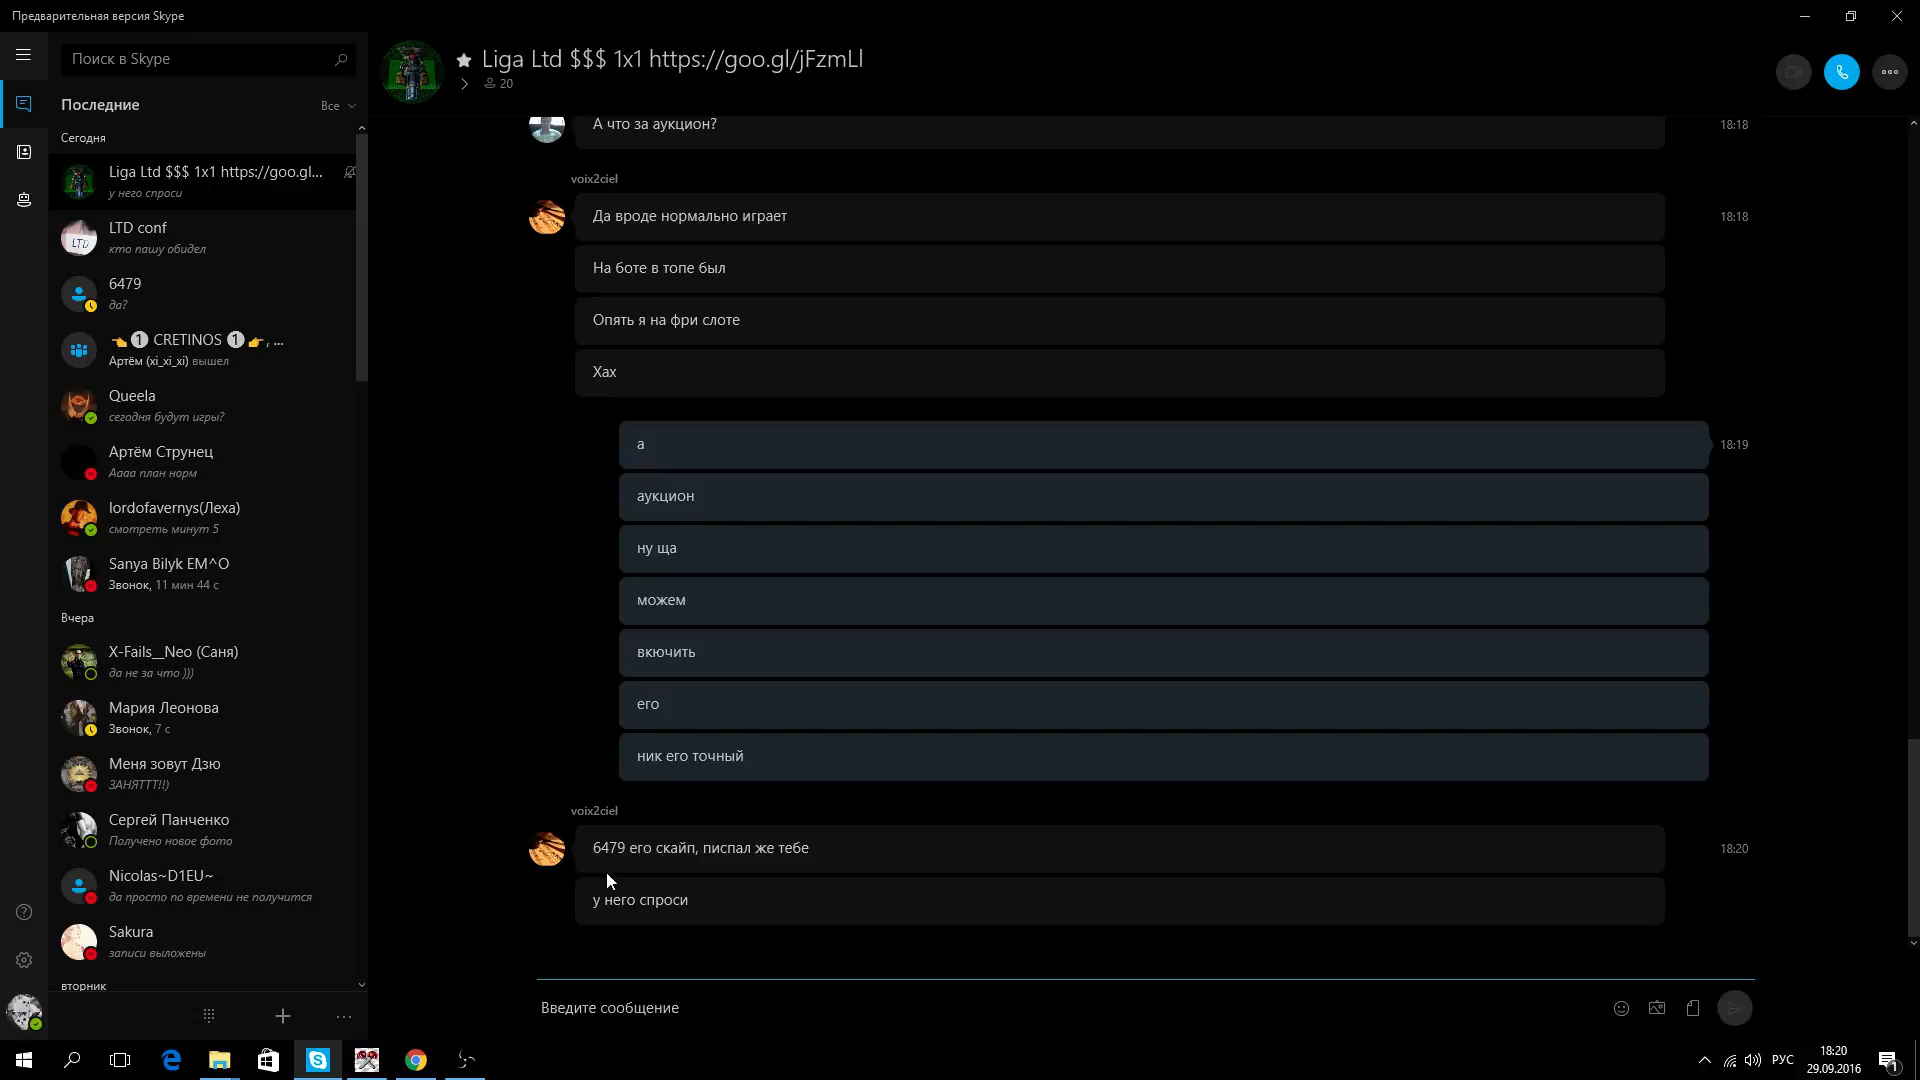 Предварительная версия Skype
Поиск в Skype
Последние
Все
Сегодня
Liga Ltd $$$ 1x1 https://goo.gl...
у него спроси
LTD
LTD conf
кто пашу обидел
6479
да?
👈 1 CRETINOS 1 👉, ...
Артём (xi_xi_xi) вышел
Queela
сегодня будут игры?
Артём Струнец
Аааа план норм
lordofavernys(Леха)
смотреть минут 5
Sanya Bilyk EM^O
Звонок, 11 мин 44 с
Вчера
X-Fails__Neo (Саня)
да не за что )))
Мария Леонова
Звонок, 7 с
Меня зовут Дзю
ЗАНЯТТТ!!)
Сергей Панченко
Получено новое фото
Nicolas~D1EU~
да просто по времени не получится
Sakura
записи выложены
вторник
Liga Ltd $$$ 1x1 https://goo.gl/jFzmLl
20
А что за аукцион?
18:18
voix2ciel
Да вроде нормально играет
18:18
На боте в топе был
Опять я на фри слоте
Хах
а
18:19
аукцион
ну ща
можем
вкючить
его
ник его точный
voix2ciel
6479 его скайп, писпал же тебе
18:20
у него спроси
Введите сообщение
РУС
18:20
29.09.2016
1